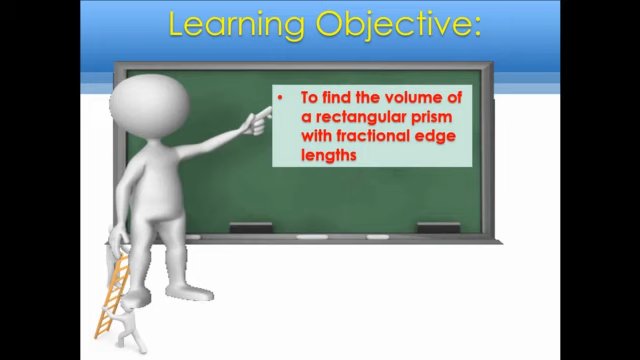 Learning Objective:
• To find the volume of
a rectangular prism
with fractional edge
lengths